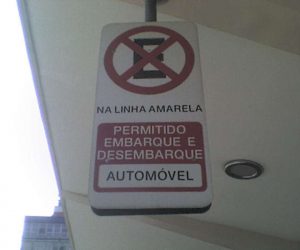 E
NA LINHA AMARELA
PERMITIDO
EMBARQUE E
DESEMBARQUE
AUTOMÓVEL